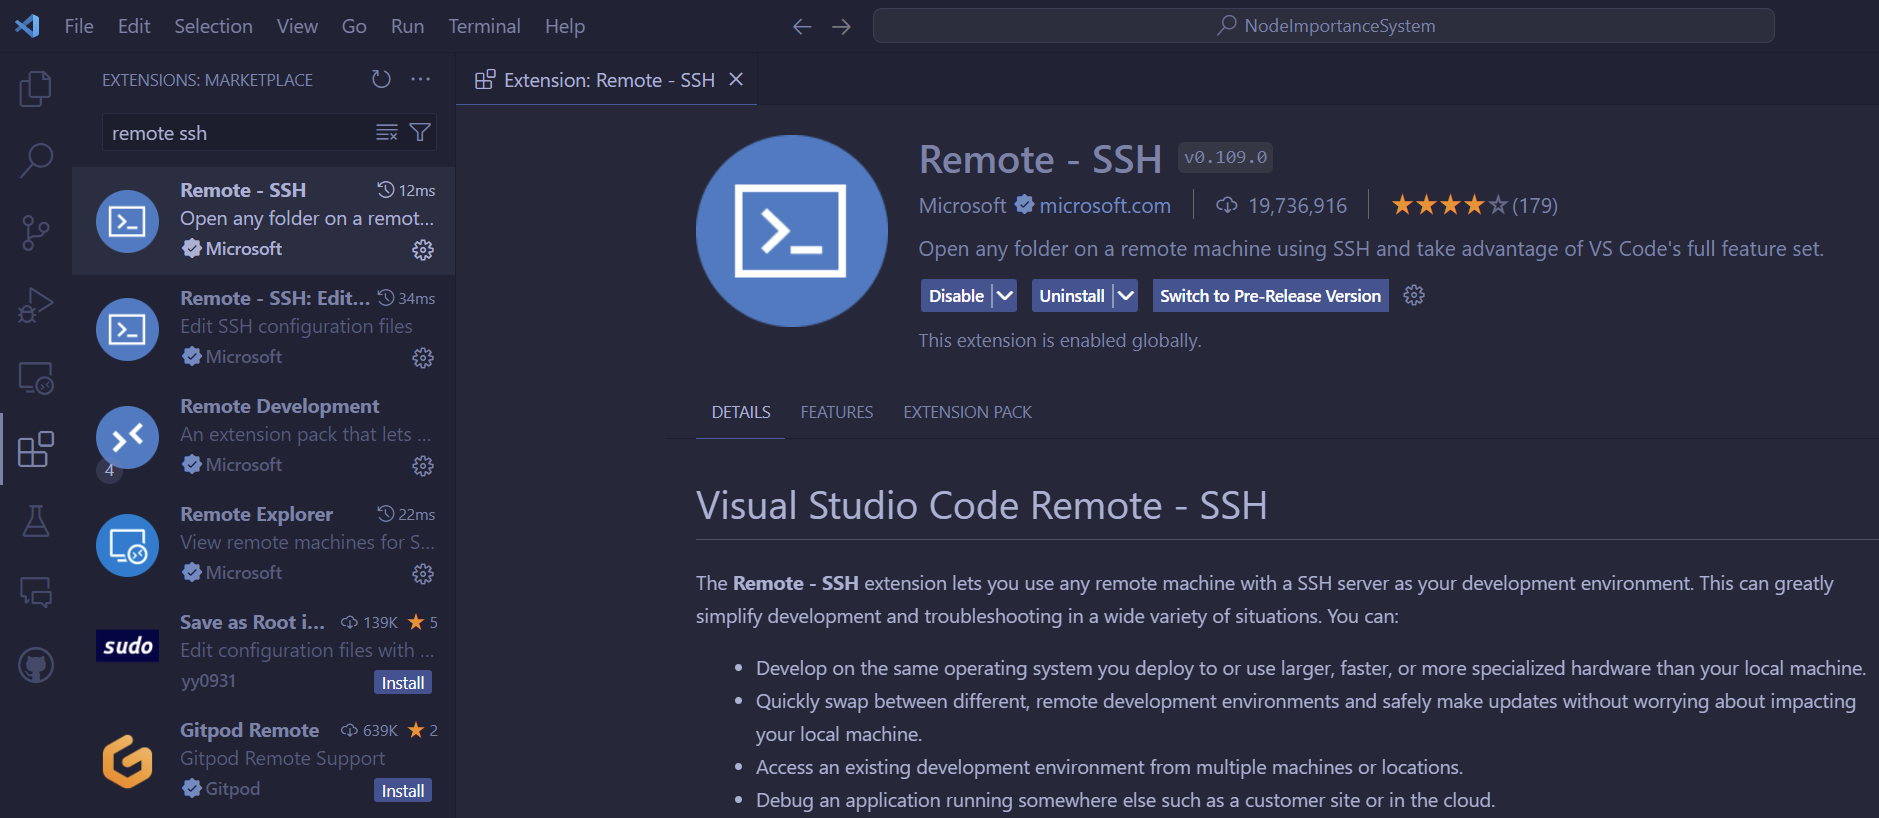 File Edit Selection View Go Run Terminal Help
NodeImportanceSystem
EXTENSIONS: MARKETPLACE
remote ssh
Remote - SSH 12ms
Open any folder on a remot...
Microsoft
Remote - SSH: Edit... 34ms
Edit SSH configuration files
Microsoft
Remote Development
An extension pack that lets ...
4
Microsoft
Remote Explorer 22ms
View remote machines for S...
Microsoft
Save as Root i... 139K 5
sudo
Edit configuration files with ...
yy0931 Install
Gitpod Remote 639K 2
Gitpod Remote Support
Gitpod Install
Extension: Remote - SSH
Remote - SSH v0.109.0
Microsoft microsoft.com 19,736,916 (179)
Open any folder on a remote machine using SSH and take advantage of VS Code's full feature set.
Disable Uninstall Switch to Pre-Release Version
This extension is enabled globally.
DETAILS FEATURES EXTENSION PACK
Visual Studio Code Remote - SSH
The Remote - SSH extension lets you use any remote machine with a SSH server as your development environment. This can greatly
simplify development and troubleshooting in a wide variety of situations. You can:
• Develop on the same operating system you deploy to or use larger, faster, or more specialized hardware than your local machine.
• Quickly swap between different, remote development environments and safely make updates without worrying about impacting
your local machine.
• Access an existing development environment from multiple machines or locations.
• Debug an application running somewhere else such as a customer site or in the cloud.